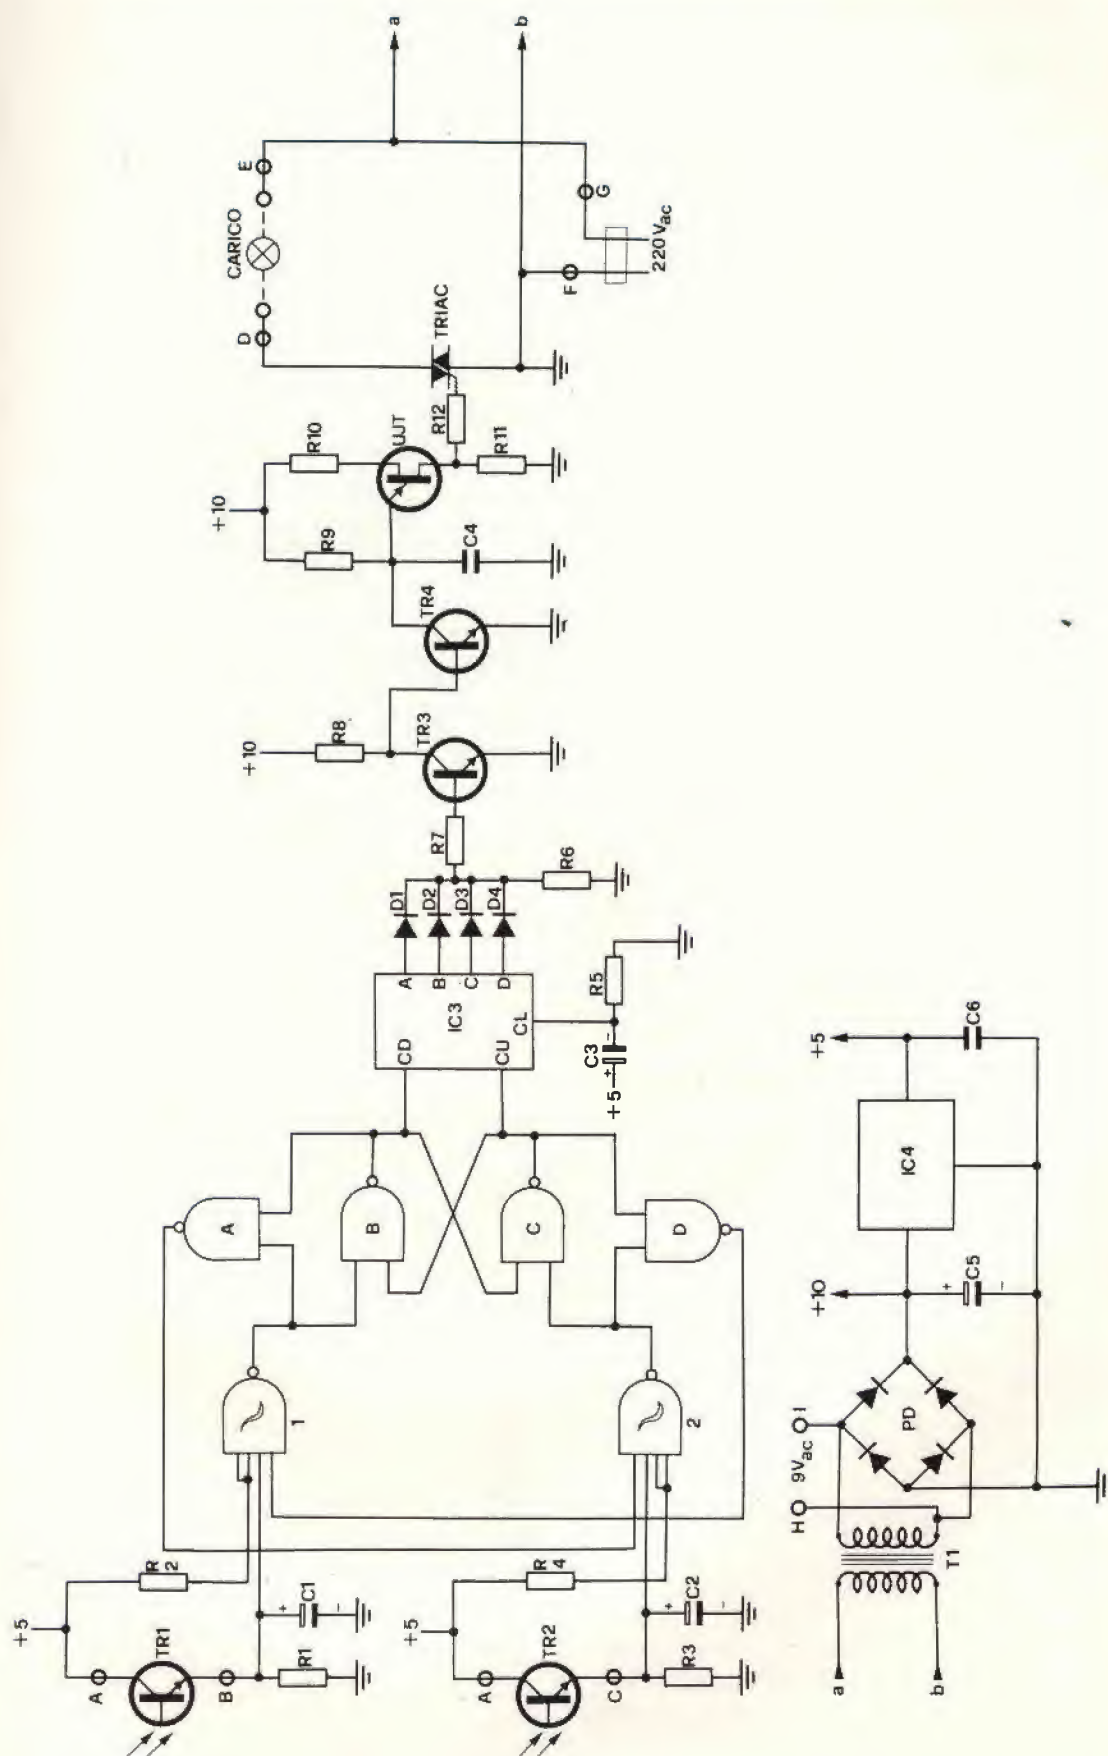 +5
A
TR1
B
R1
C1
+
-
R
2
1
+5
A
TR2
C
R3
C2
+
-
R
4
2
A
B
C
D
CD
CU
IC3
CL
A
B
C
D
D1
D2
D3
D4
+5
C3
+
-
R5
R6
R7
TR3
R8
+10
TR4
R9
+10
C4
R10
UJT
R11
R12
TRIAC
D
CARICO
E
F
G
220Vac
a
b
a
b
T1
H
9Vac
I
PD
+10
C5
+
-
IC4
+5
C6